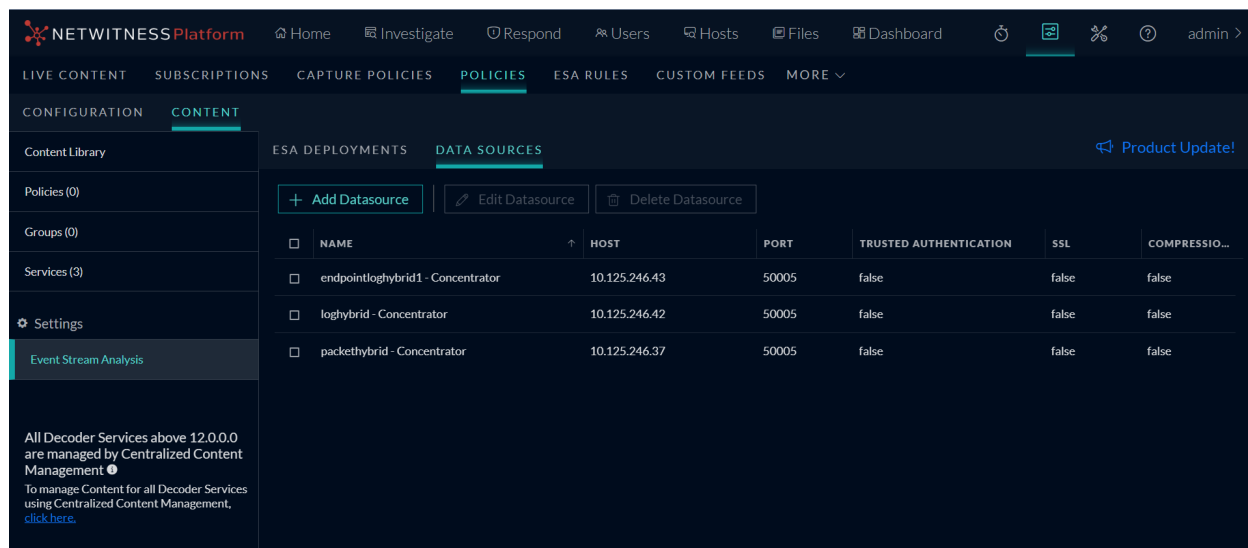 NETWITNESS Platform Home Investigate Respond Users Hosts Files Dashboard admin >
LIVE CONTENT SUBSCRIPTIONS CAPTURE POLICIES POLICIES ESA RULES CUSTOM FEEDS MORE
CONFIGURATION CONTENT
Content Library
Policies (0)
Groups (0)
Services (3)
Settings
Event Stream Analysis
All Decoder Services above 12.0.0.0
are managed by Centralized Content
Management
To manage Content for all Decoder Services
using Centralized Content Management,
click here.
ESA DEPLOYMENTS DATA SOURCES Product Update!
+ Add Datasource Edit Datasource Delete Datasource
NAME HOST PORT TRUSTED AUTHENTICATION SSL COMPRESSIO...
endpointloghybrid1 - Concentrator 10.125.246.43 50005 false false false
loghybrid - Concentrator 10.125.246.42 50005 false false false
packethybrid - Concentrator 10.125.246.37 50005 false false false